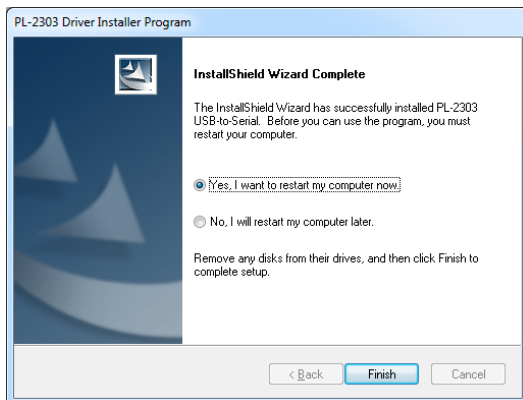 PL-2303 Driver Installer Program
InstallShield Wizard Complete
The InstallShield Wizard has successfully installed PL-2303
USB-to-Serial. Before you can use the program, you must
restart your computer.
Yes, I want to restart my computer now.
No, I will restart my computer later.
Remove any disks from their drives, and then click Finish to
complete setup.
< Back Finish Cancel